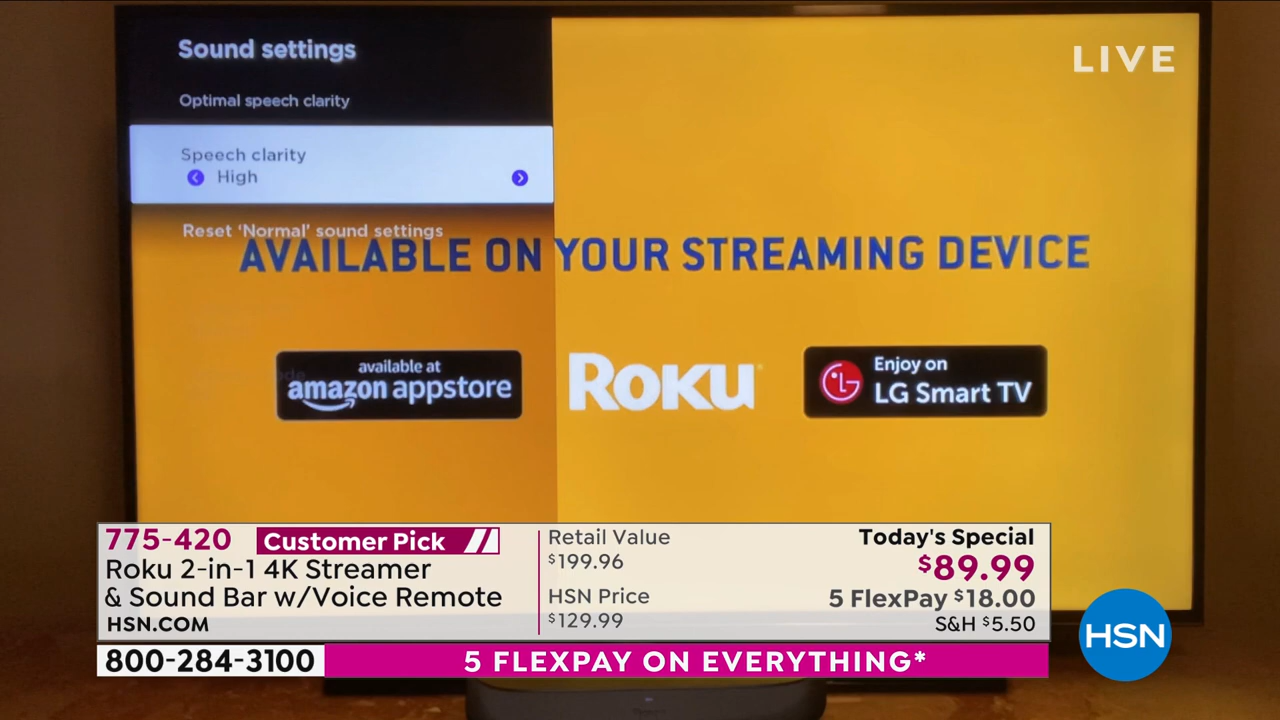 Sound settings
LIVE
Optimal speech clarity
Speech clarity
High
Reset ‘Normal’ sound settings
AVAILABLE ON YOUR STREAMING DEVICE
available at
amazon appstore
ROKU
Enjoy on
LG Smart TV
775-420 Customer Pick
Roku 2-in-1 4K Streamer
& Sound Bar w/Voice Remote
HSN.COM
Retail Value
$199.96
HSN Price
$129.99
Today's Special
$89.99
5 FlexPay $18.00
S&H $5.50
HSN
800-284-3100
5 FLEXPAY ON EVERYTHING*